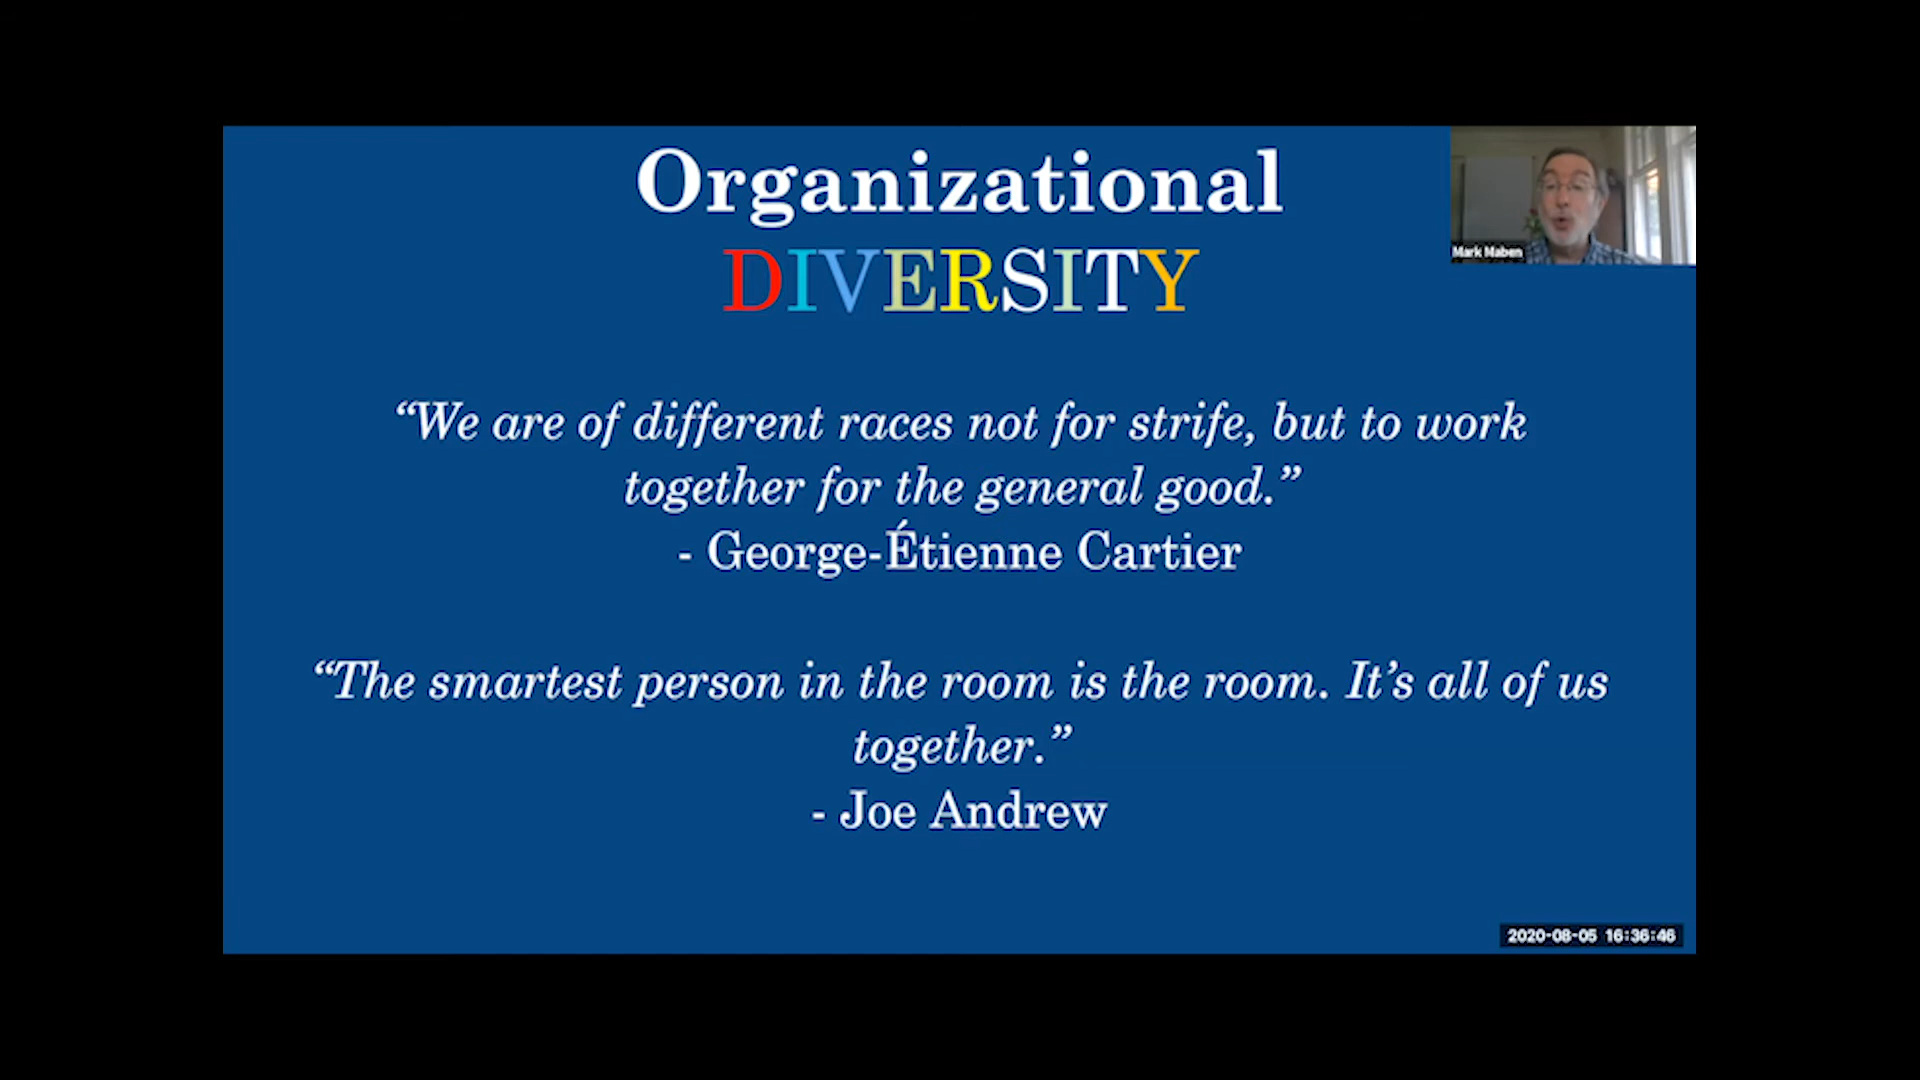 Organizational
DIVERSITY
Mark Maben
“We are of different races not for strife, but to work
together for the general good.”
- George-Étienne Cartier
“The smartest person in the room is the room. It’s all of us
together.”
- Joe Andrew
2020-08-05 16:36:46